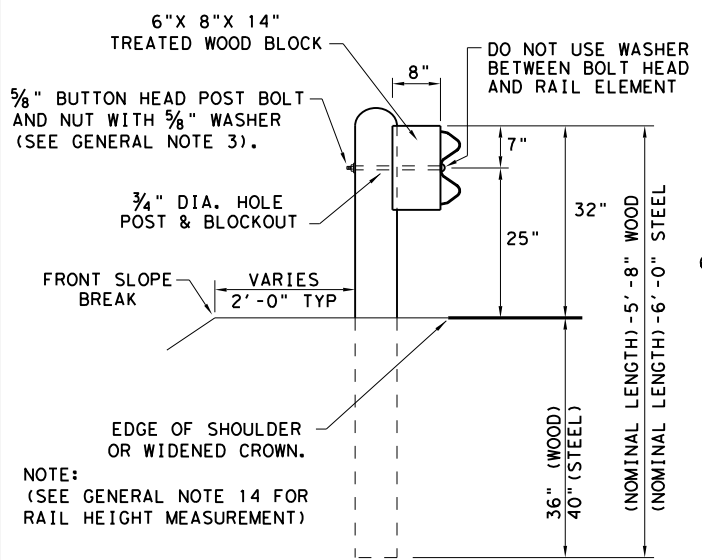 6"X 8"X 14"
TREATED WOOD BLOCK
8"
DO NOT USE WASHER
BETWEEN BOLT HEAD
AND RAIL ELEMENT
⅝" BUTTON HEAD POST BOLT
AND NUT WITH ⅝" WASHER
(SEE GENERAL NOTE 3).
7"
¾" DIA. HOLE
POST & BLOCKOUT
32"
25"
(NOMINAL LENGTH)-5'-8" WOOD
(NOMINAL LENGTH)-6'-0" STEEL
FRONT SLOPE
BREAK
VARIES
2'-0" TYP
EDGE OF SHOULDER
OR WIDENED CROWN.
36" (WOOD)
40" (STEEL)
NOTE:
(SEE GENERAL NOTE 14 FOR
RAIL HEIGHT MEASUREMENT)